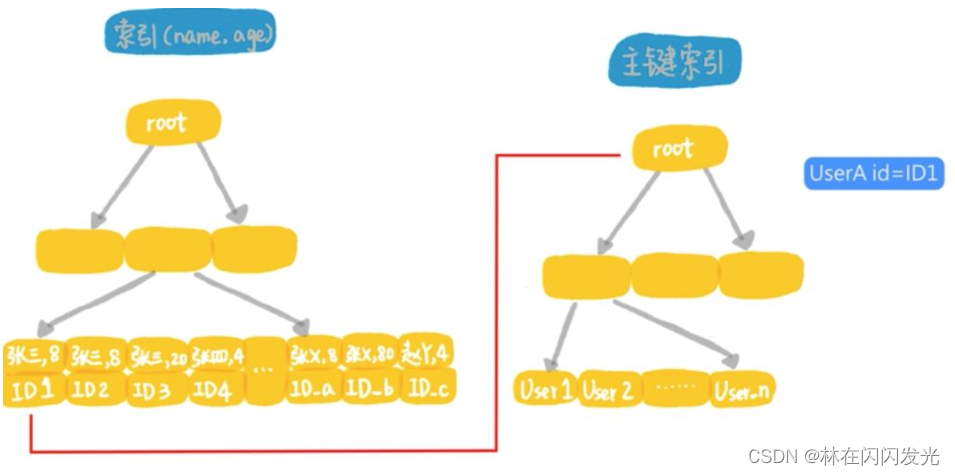 索引(name.age)
主键索引
root
root
UserA id=ID1
张三,8 张三,8 张三,20 张四,4 ... 张X,8 张X,80 赵丫,4
ID1 ID2 ID3 ID4 ID_a ID_b ID_c
User1 User2 ...... User_n
CSDN @林在闪闪发光